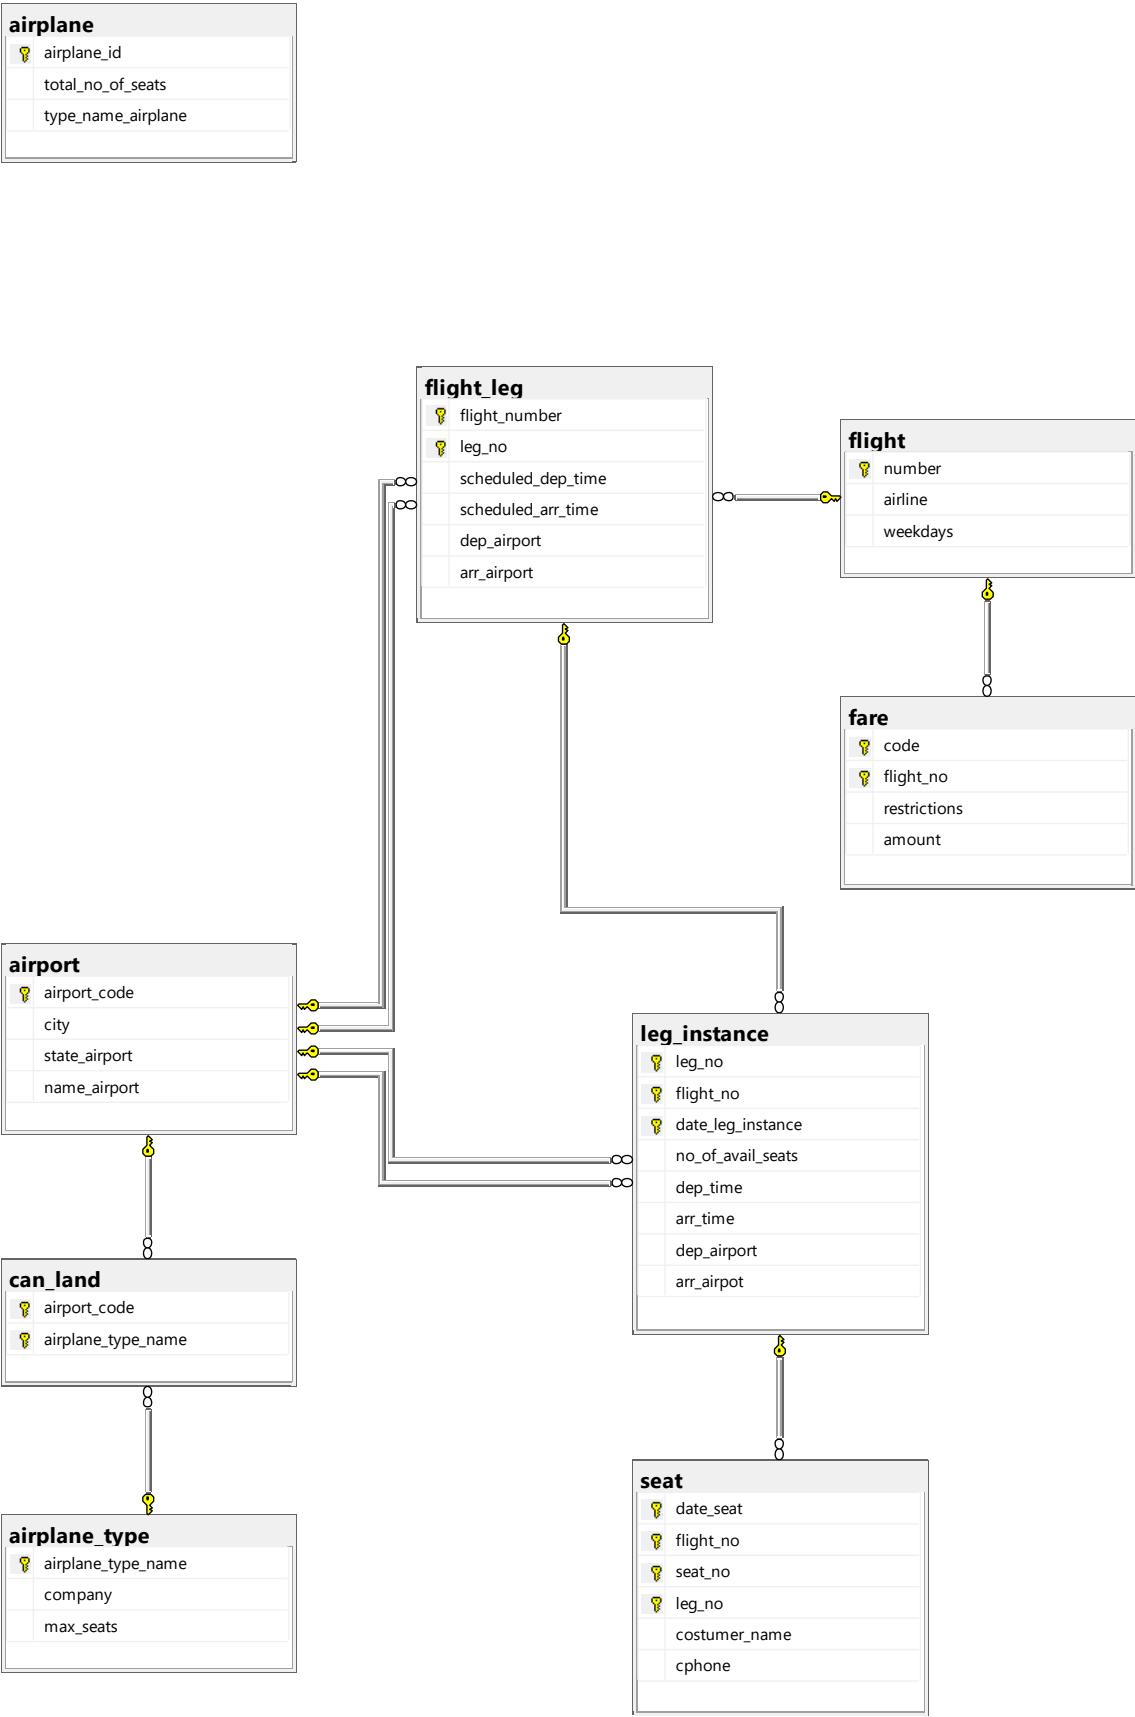 airplane
airplane_id
total_no_of_seats
type_name_airplane
flight_leg
flight_number
leg_no
scheduled_dep_time
scheduled_arr_time
dep_airport
arr_airport
flight
number
airline
weekdays
fare
code
flight_no
restrictions
amount
airport
airport_code
city
state_airport
name_airport
leg_instance
leg_no
flight_no
date_leg_instance
no_of_avail_seats
dep_time
arr_time
dep_airport
arr_airpot
can_land
airport_code
airplane_type_name
airplane_type
airplane_type_name
company
max_seats
seat
date_seat
flight_no
seat_no
leg_no
costumer_name
cphone